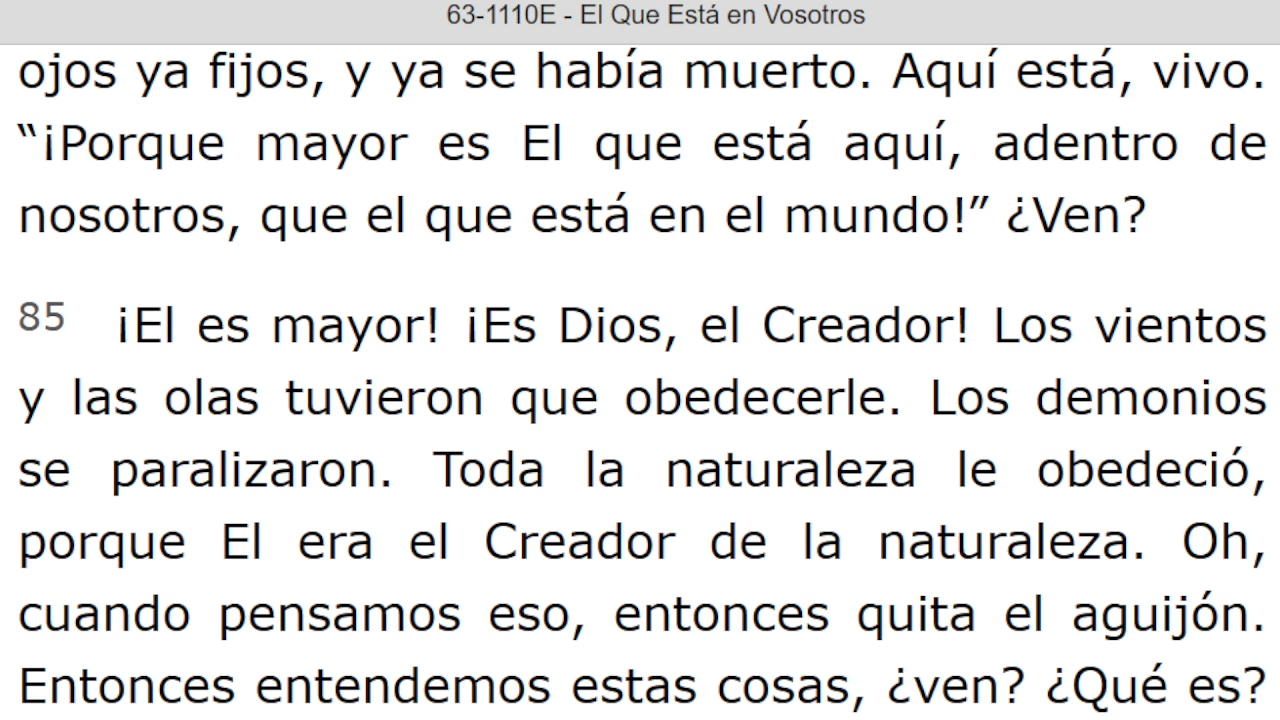 63-1110E - El Que Está en Vosotros
ojos ya fijos, y ya se había muerto. Aquí está, vivo.
“¡Porque mayor es El que está aquí, adentro de
nosotros, que el que está en el mundo!” ¿Ven?
85 ¡El es mayor! ¡Es Dios, el Creador! Los vientos
y las olas tuvieron que obedecerle. Los demonios
se paralizaron. Toda la naturaleza le obedeció,
porque El era el Creador de la naturaleza. Oh,
cuando pensamos eso, entonces quita el aguijón.
Entonces entendemos estas cosas, ¿ven? ¿Qué es?